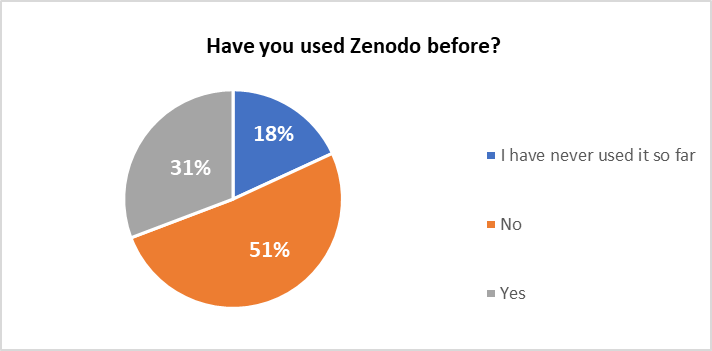 Have you used Zenodo before?
18%
I have never used it so far
31%
No
51%
Yes